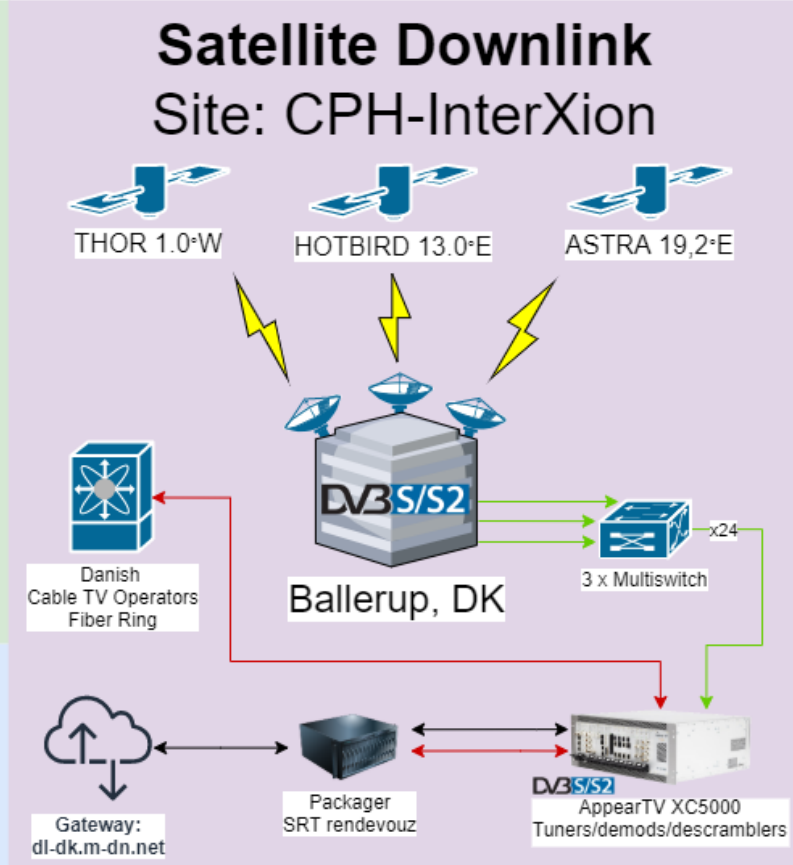 Satellite Downlink
Site: CPH-InterXion
THOR 1.0°W
HOTBIRD 13.0°E
ASTRA 19,2°E
DVB S/S2
x24
Danish
Cable TV Operators
Fiber Ring
3 x Multiswitch
Ballerup, DK
DVB S/S2
Gateway:
dl-dk.m-dn.net
Packager
SRT rendevouz
AppearTV XC5000
Tuners/demods/descramblers